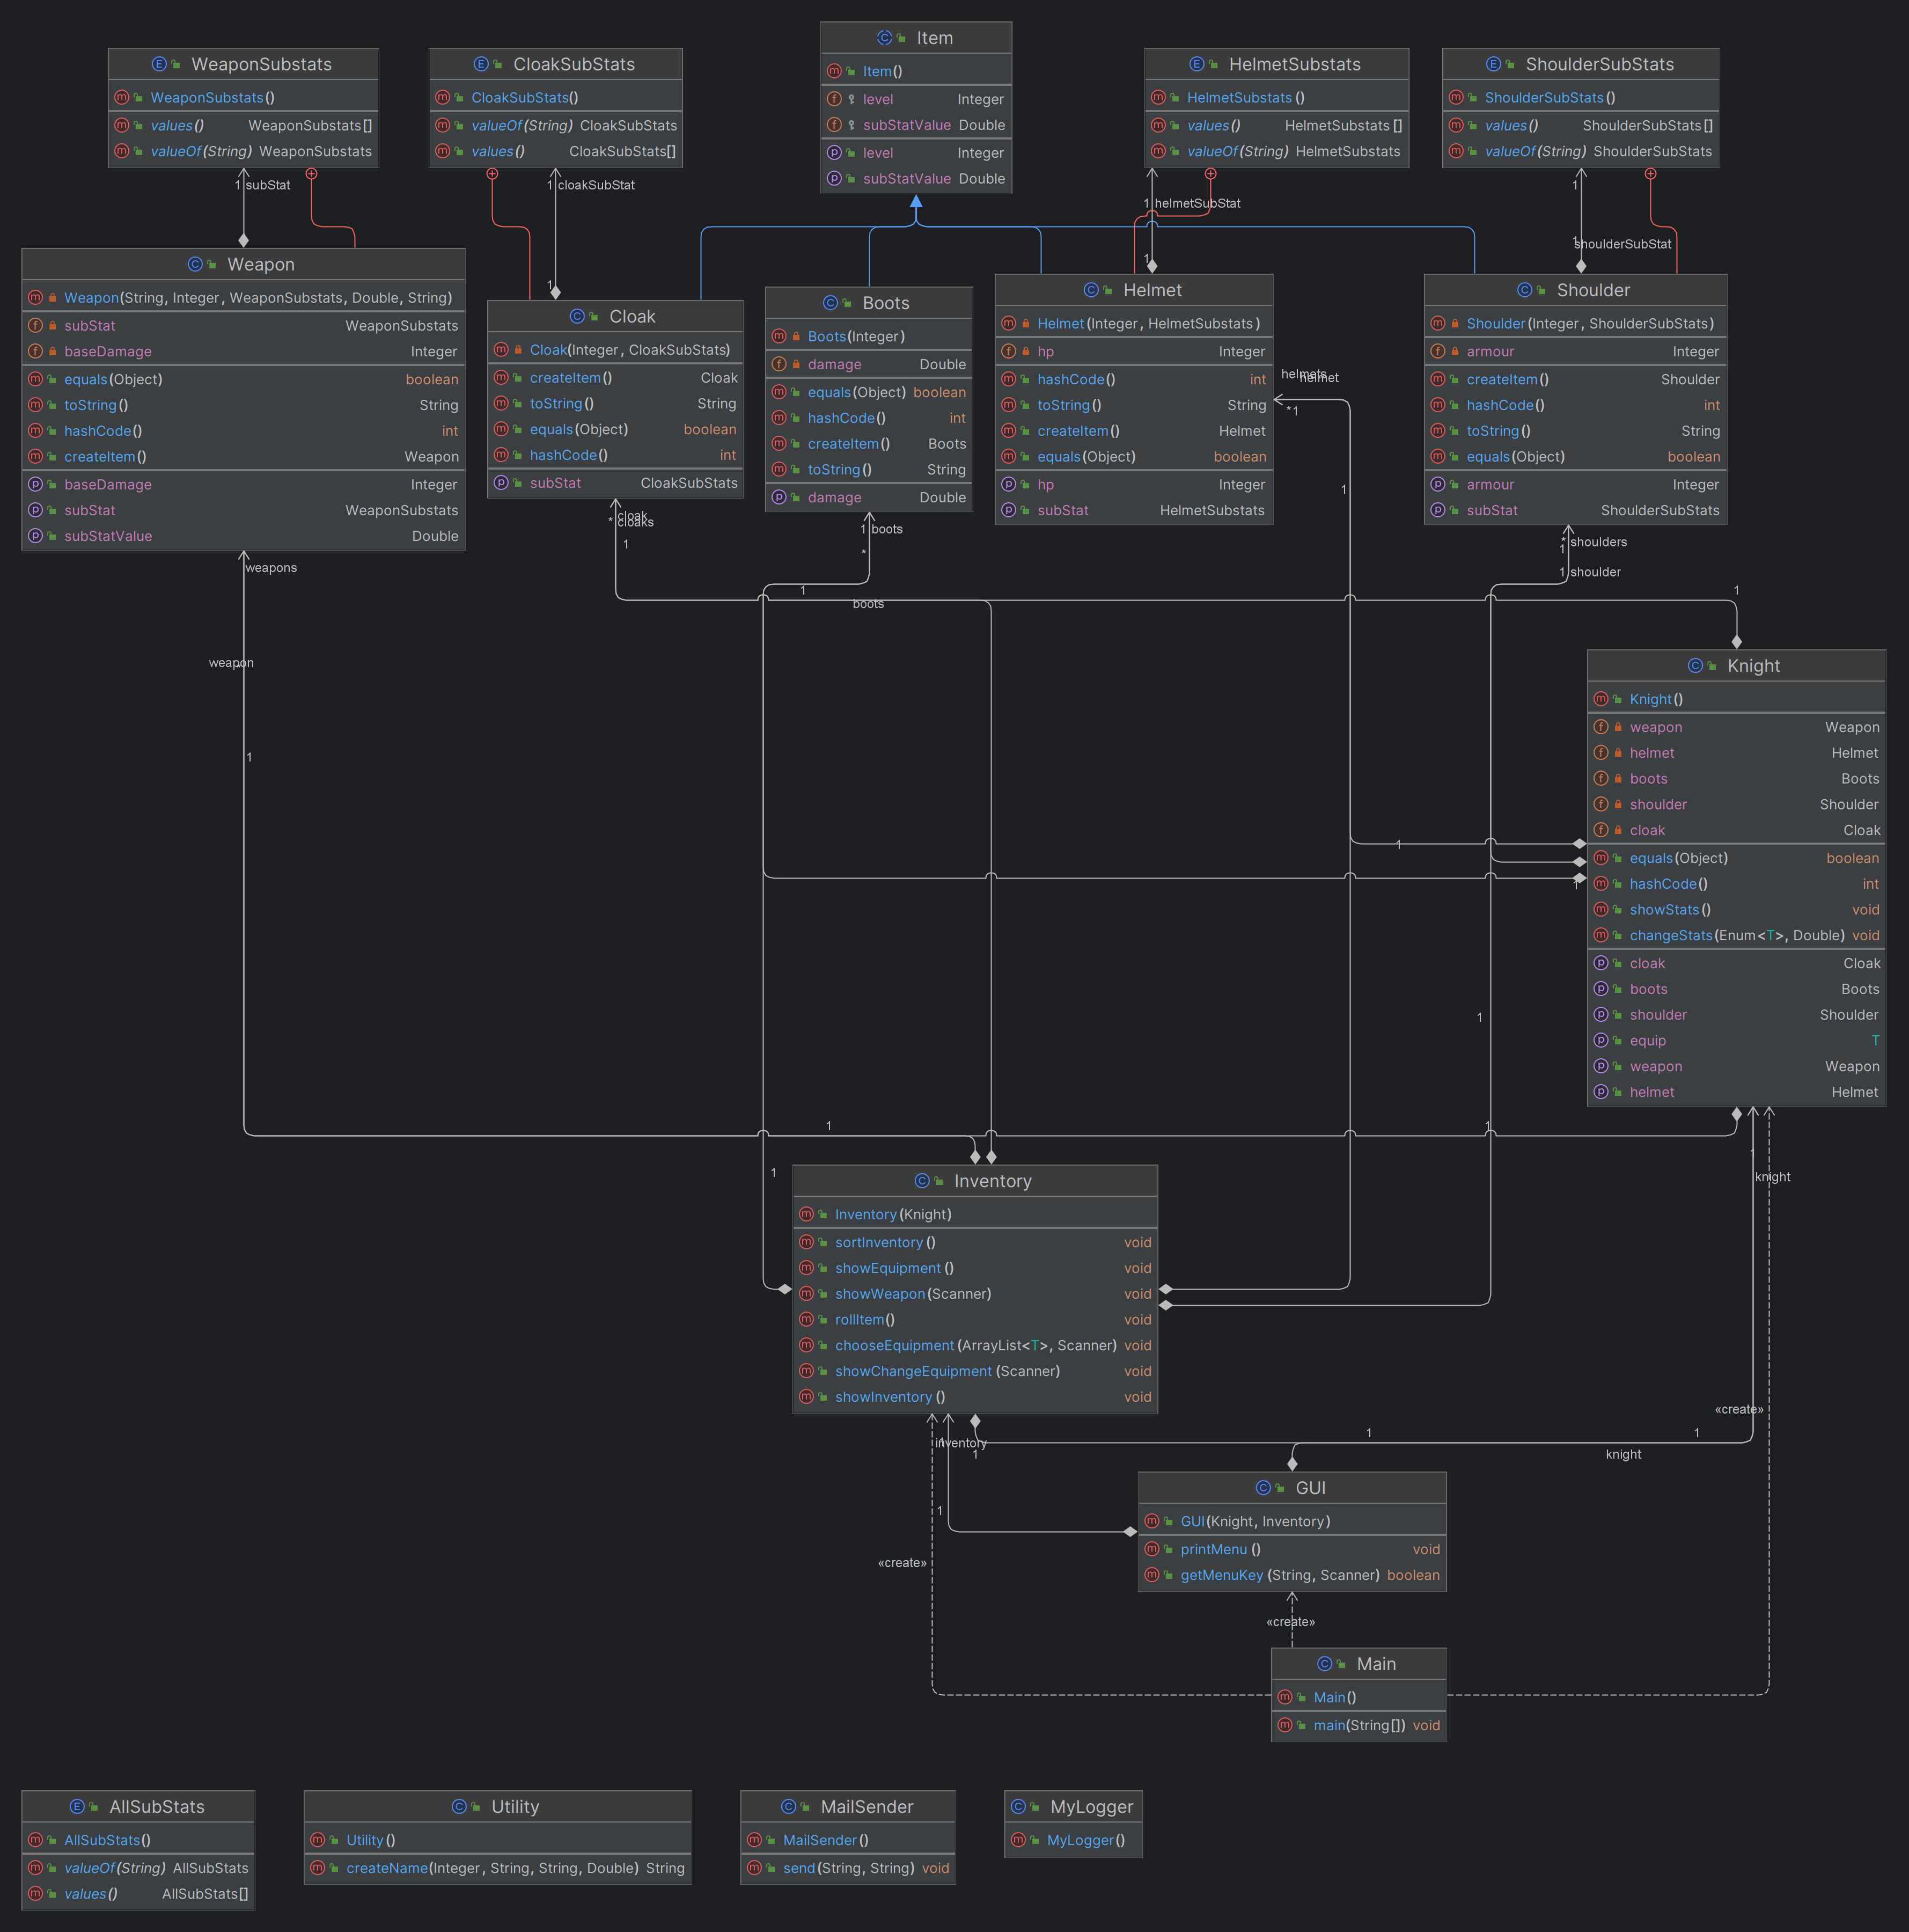 Item
Item()
level Integer
subStatValue Double
level Integer
subStatValue Double
WeaponSubstats
WeaponSubstats()
values() WeaponSubstats[]
valueOf(String) WeaponSubstats
CloakSubStats
CloakSubStats()
valueOf(String) CloakSubStats
values() CloakSubStats[]
HelmetSubstats
HelmetSubstats()
values() HelmetSubstats[]
valueOf(String) HelmetSubstats
ShoulderSubStats
ShoulderSubStats()
values() ShoulderSubStats[]
valueOf(String) ShoulderSubStats
1 subStat
1 cloakSubStat
1
1 helmetSubStat
1
1
1
shoulderSubStat
Weapon
Weapon(String, Integer, WeaponSubstats, Double, String)
subStat WeaponSubstats
baseDamage Integer
equals(Object) boolean
toString() String
hashCode() int
createItem() Weapon
baseDamage Integer
subStat WeaponSubstats
subStatValue Double
Cloak
Cloak(Integer, CloakSubStats)
createItem() Cloak
toString() String
equals(Object) boolean
hashCode() int
subStat CloakSubStats
Boots
Boots(Integer)
damage Double
equals(Object) boolean
hashCode() int
createItem() Boots
toString() String
damage Double
Helmet
Helmet(Integer, HelmetSubstats)
hp Integer
hashCode() int
toString() String
createItem() Helmet
equals(Object) boolean
hp Integer
subStat HelmetSubstats
Shoulder
Shoulder(Integer, ShoulderSubStats)
armour Integer
createItem() Shoulder
hashCode() int
toString() String
equals(Object) boolean
armour Integer
subStat ShoulderSubStats
helmets
helmet
*1
1
cloak
* cloaks
1
1 boots
*
1
boots
* shoulders
1
1 shoulder
1
weapons
weapon
1
Knight
Knight()
weapon Weapon
helmet Helmet
boots Boots
shoulder Shoulder
cloak Cloak
equals(Object) boolean
hashCode() int
showStats() void
changeStats(Enum<T>, Double) void
cloak Cloak
boots Boots
shoulder Shoulder
equip T
weapon Weapon
helmet Helmet
1
1
1
1
1
1
knight
Inventory
Inventory(Knight)
sortInventory() void
showEquipment() void
showWeapon(Scanner) void
rollItem() void
chooseEquipment(ArrayList<T>, Scanner) void
showChangeEquipment(Scanner) void
showInventory() void
«create»
inventory
1
1
1
knight
GUI
GUI(Knight, Inventory)
printMenu() void
getMenuKey(String, Scanner) boolean
1
«create»
«create»
Main
Main()
main(String[]) void
AllSubStats
AllSubStats()
valueOf(String) AllSubStats
values() AllSubStats[]
Utility
Utility()
createName(Integer, String, String, Double) String
MailSender
MailSender()
send(String, String) void
MyLogger
MyLogger()